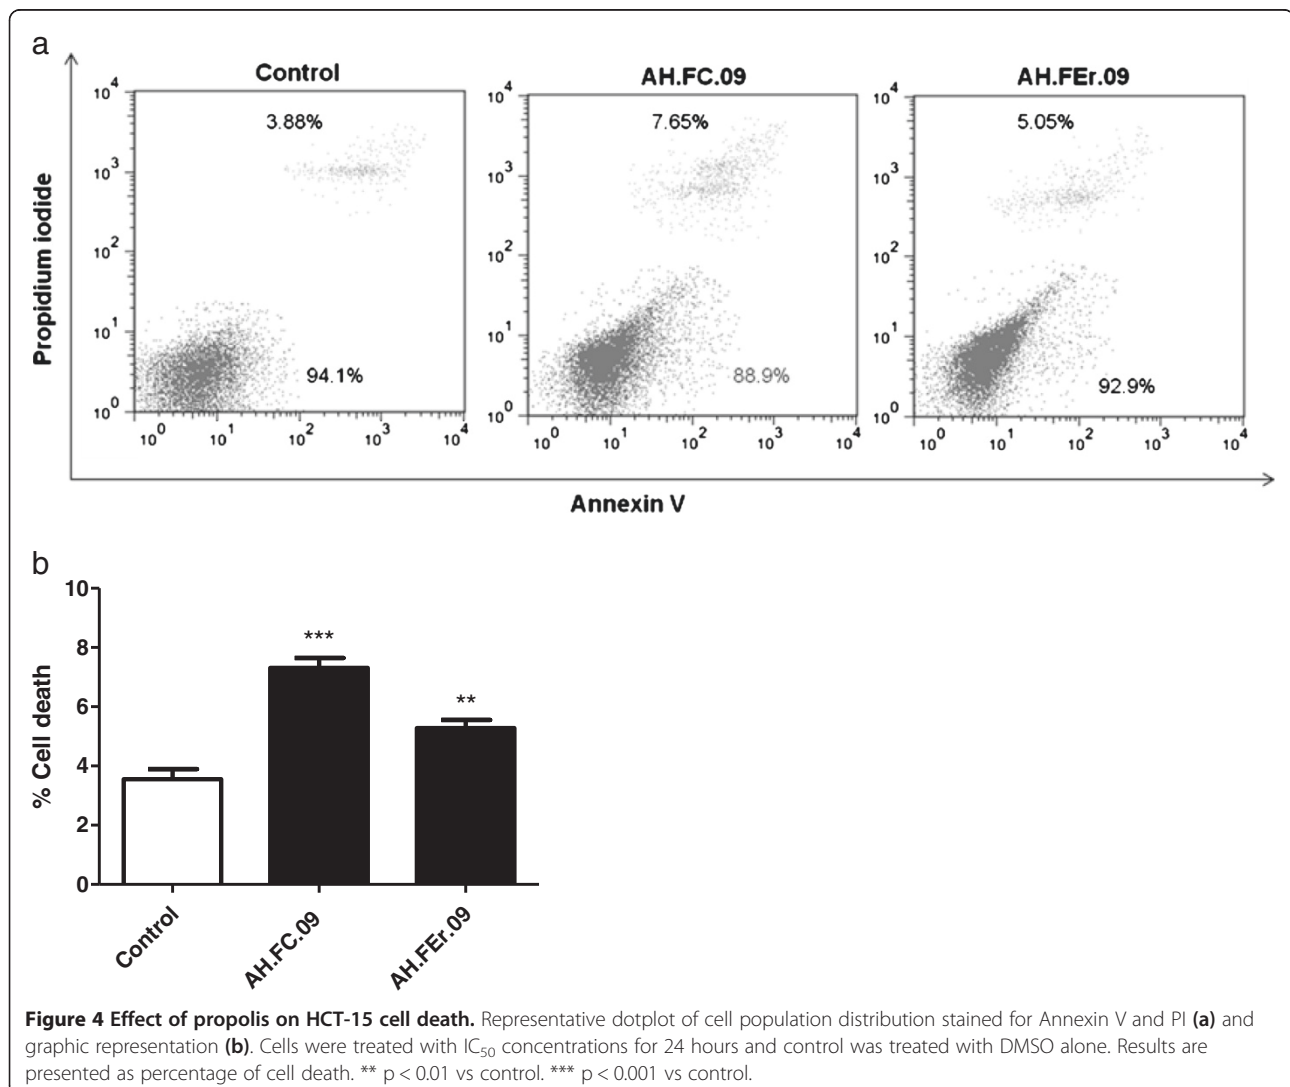 a
Control
AH.FC.09
AH.FEr.09
Propidium iodide
10^4
10^3
10^2
10^1
10^0
3.88%
94.1%
10^0 10^1 10^2 10^3 10^4
10^4
10^3
10^2
10^1
10^0
7.65%
88.9%
10^0 10^1 10^2 10^3 10^4
10^4
10^3
10^2
10^1
10^0
5.05%
92.9%
10^0 10^1 10^2 10^3 10^4
Annexin V
b
% Cell death
10
8
6
4
2
0
***
**
Control
AH.FC.09
AH.FEr.09
Figure 4 Effect of propolis on HCT-15 cell death. Representative dotplot of cell population distribution stained for Annexin V and PI (a) and
graphic representation (b). Cells were treated with IC₅₀ concentrations for 24 hours and control was treated with DMSO alone. Results are
presented as percentage of cell death. ** p < 0.01 vs control. *** p < 0.001 vs control.